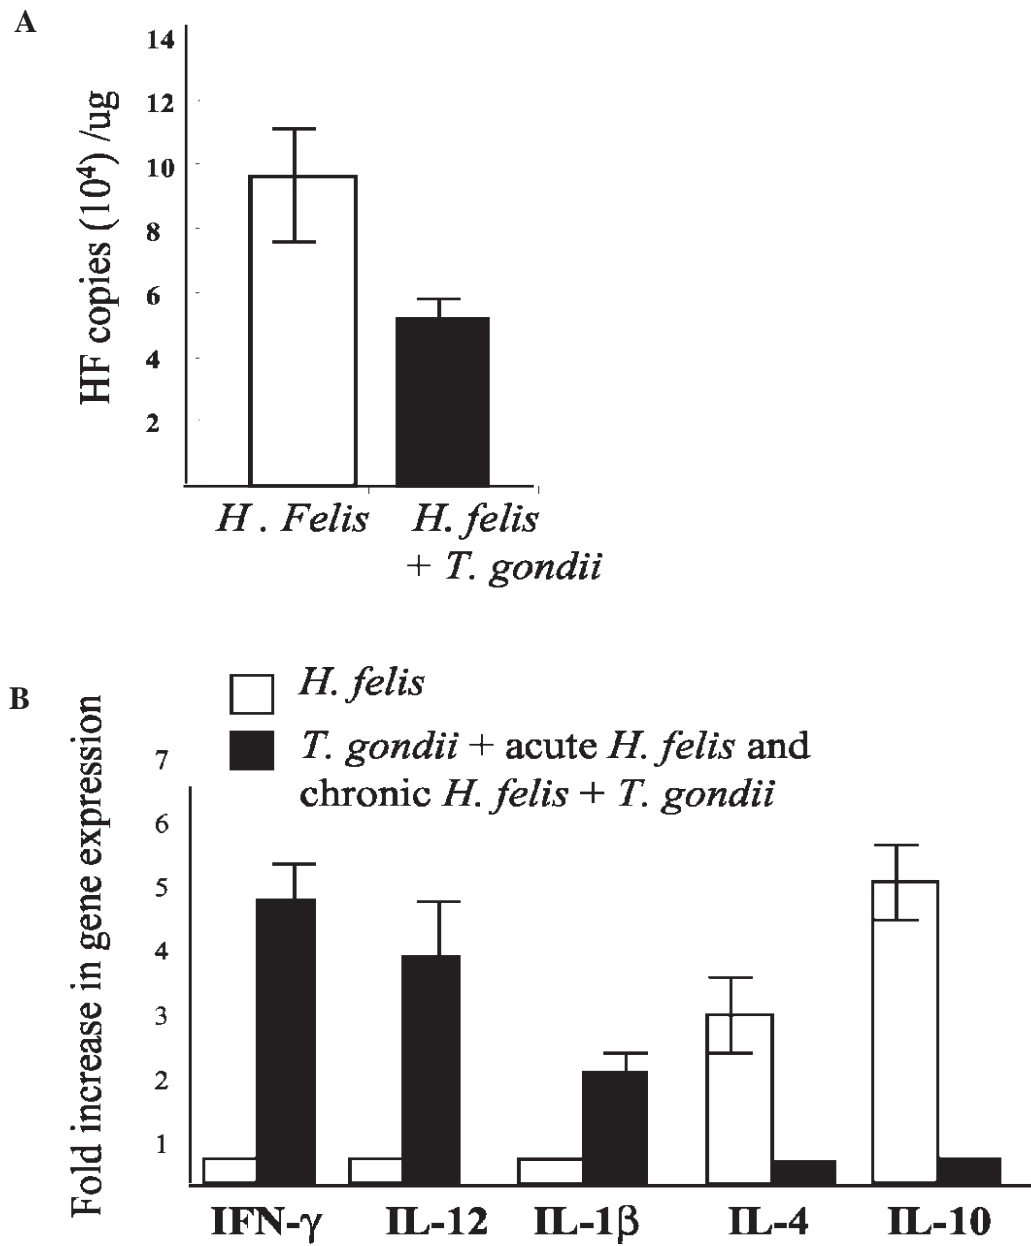 A
HF copies (10⁴) /ug
14
12
10
8
6
4
2
H . Felis
H. felis
+ T. gondii
B
H. felis
T. gondii + acute H. felis and
chronic H. felis + T. gondii
Fold increase in gene expression
7
6
5
4
3
2
1
IFN-γ
IL-12
IL-1β
IL-4
IL-10